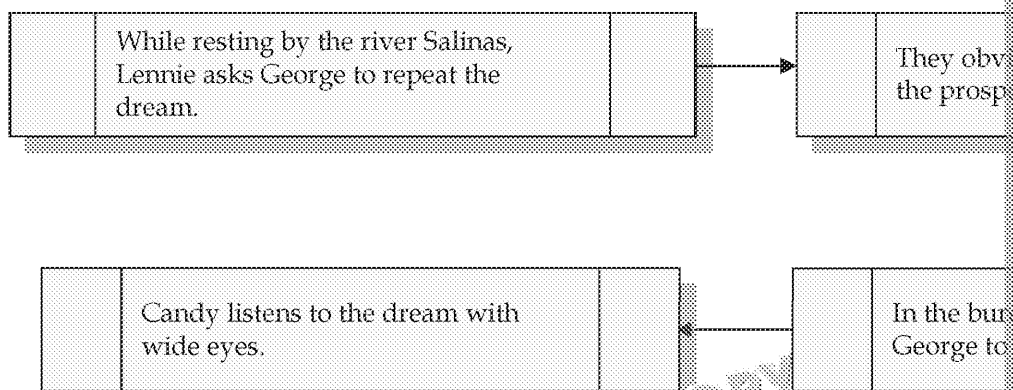 While resting by the river Salinas,
Lennie asks George to repeat the
dream.
They obv
the prosp
Candy listens to the dream with
wide eyes.
In the bun
George to